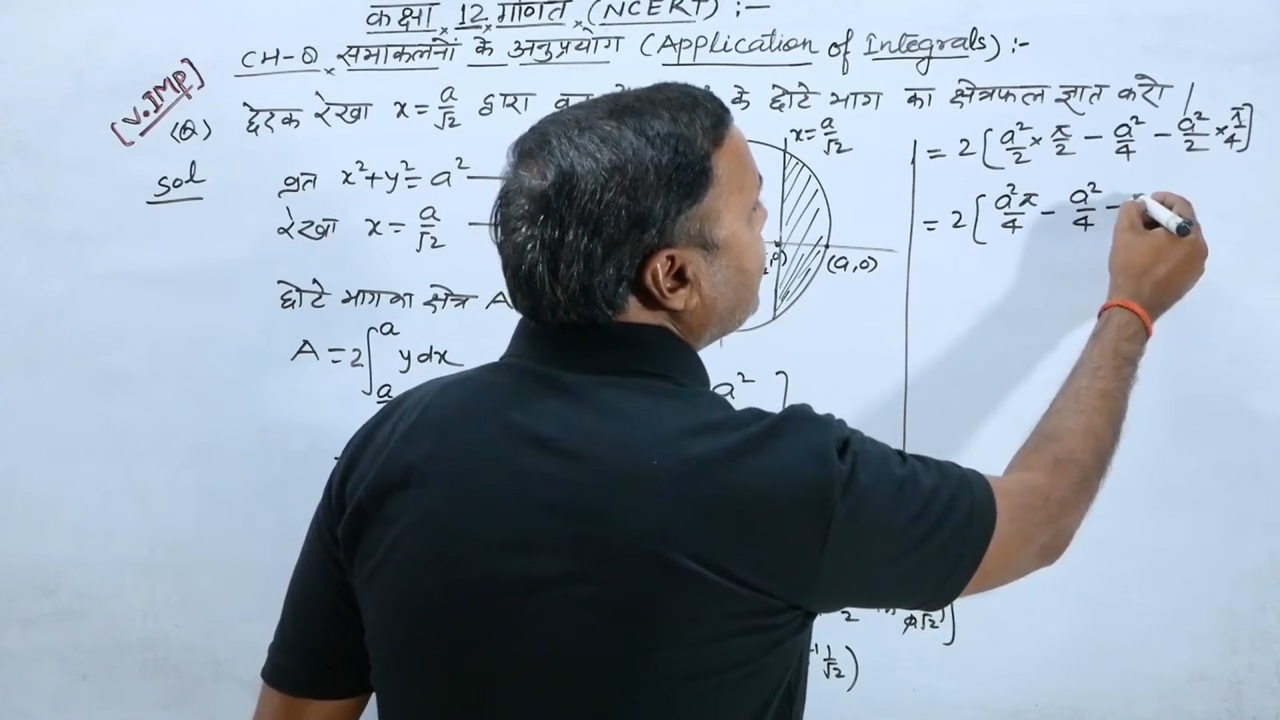 कक्षा 12 गणित (NCERT) :-
CH-8 समाकलनों के अनुप्रयोग (Application of Integrals) :-
[V.IMP]
(Q) छेदक रेखा x = a/√2 द्वारा के छोटे भाग का क्षेत्रफल ज्ञात करो |
Sol वृत x²+y² = a²
रेखा x = a/√2
x = a/√2
(a,0)
छोटे भाग का क्षेत्र A
A = 2∫ y dx
a
a
a² ]
2
a√2 ]
1/√2 )
= 2[ a²/2 × π/2 - a²/4 - a²/2 × π/4 ]
= 2[ a²π/4 - a²/4 -